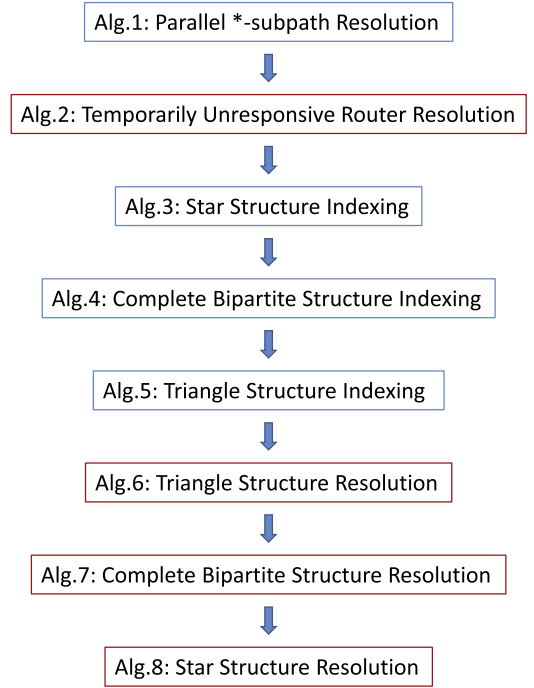 Alg.1: Parallel *-subpath Resolution
Alg.2: Temporarily Unresponsive Router Resolution
Alg.3: Star Structure Indexing
Alg.4: Complete Bipartite Structure Indexing
Alg.5: Triangle Structure Indexing
Alg.6: Triangle Structure Resolution
Alg.7: Complete Bipartite Structure Resolution
Alg.8: Star Structure Resolution